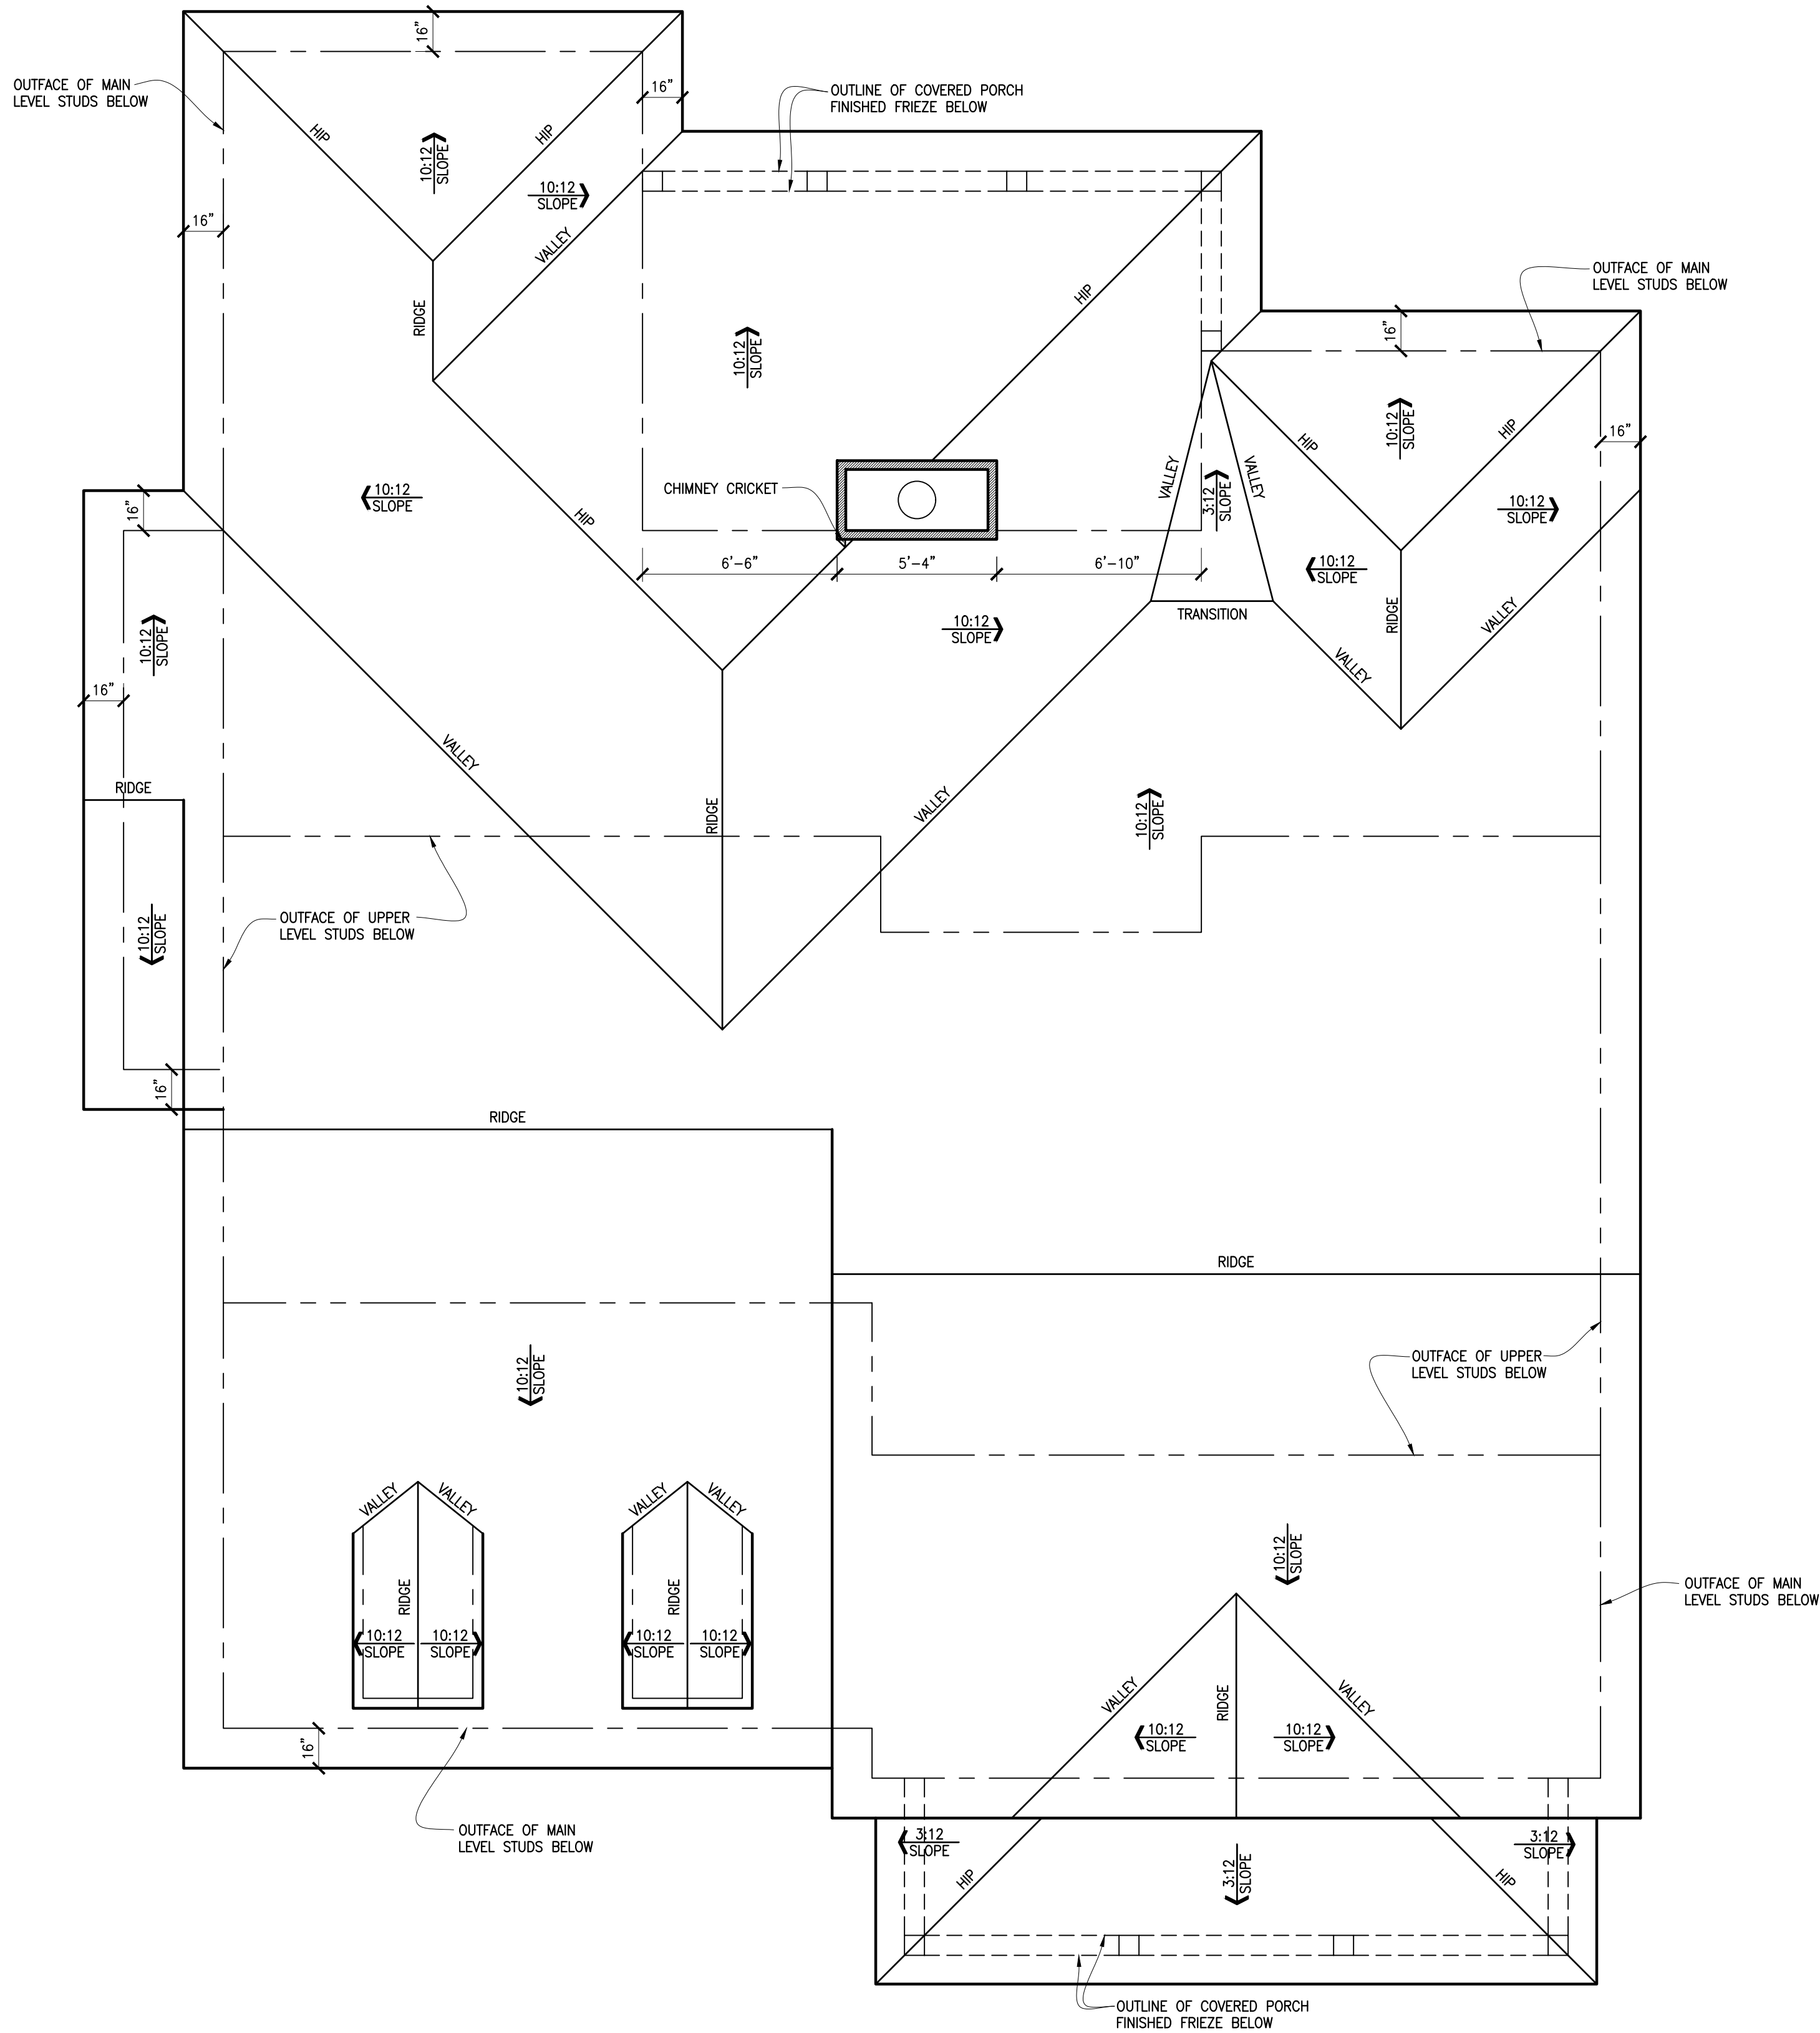 16"
OUTFACE OF MAIN
LEVEL STUDS BELOW
16"
OUTLINE OF COVERED PORCH
FINISHED FRIEZE BELOW
HIP
HIP
10:12
SLOPE
10:12
SLOPE
16"
VALLEY
OUTFACE OF MAIN
LEVEL STUDS BELOW
RIDGE
HIP
10:12
SLOPE
16"
10:12
SLOPE
HIP
HIP
16"
VALLEY
VALLEY
3:12
SLOPE
CHIMNEY CRICKET
10:12
SLOPE
16"
HIP
10:12
SLOPE
6'-6"
5'-4"
6'-10"
10:12
SLOPE
TRANSITION
RIDGE
VALLEY
10:12
SLOPE
10:12
SLOPE
VALLEY
16"
VALLEY
RIDGE
RIDGE
VALLEY
10:12
SLOPE
OUTFACE OF UPPER
LEVEL STUDS BELOW
10:12
SLOPE
16"
RIDGE
RIDGE
10:12
SLOPE
OUTFACE OF UPPER
LEVEL STUDS BELOW
VALLEY
VALLEY
VALLEY
VALLEY
10:12
SLOPE
RIDGE
RIDGE
OUTFACE OF MAIN
LEVEL STUDS BELOW
10:12
SLOPE
10:12
SLOPE
10:12
SLOPE
10:12
SLOPE
VALLEY
RIDGE
VALLEY
16"
10:12
SLOPE
10:12
SLOPE
OUTFACE OF MAIN
LEVEL STUDS BELOW
3:12
SLOPE
3:12
SLOPE
3:12
SLOPE
HIP
HIP
OUTLINE OF COVERED PORCH
FINISHED FRIEZE BELOW